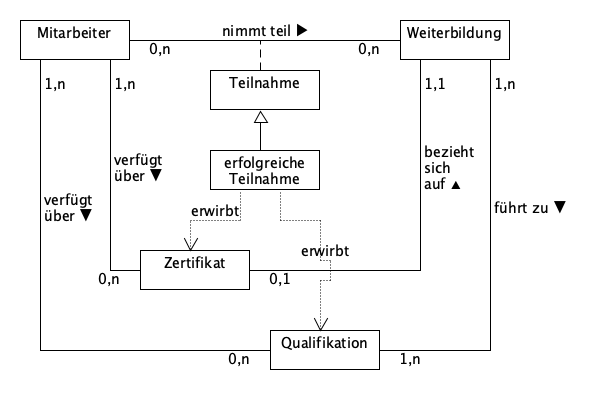 Mitarbeiter
nimmt teil ▶
Weiterbildung
0,n
0,n
Teilnahme
1,n
1,n
1,1
1,n
erfolgreiche
Teilnahme
verfügt
über ▼
bezieht
sich
auf ▲
verfügt
über ▼
erwirbt
führt zu ▼
erwirbt
Zertifikat
0,n
0,1
Qualifikation
0,n
1,n